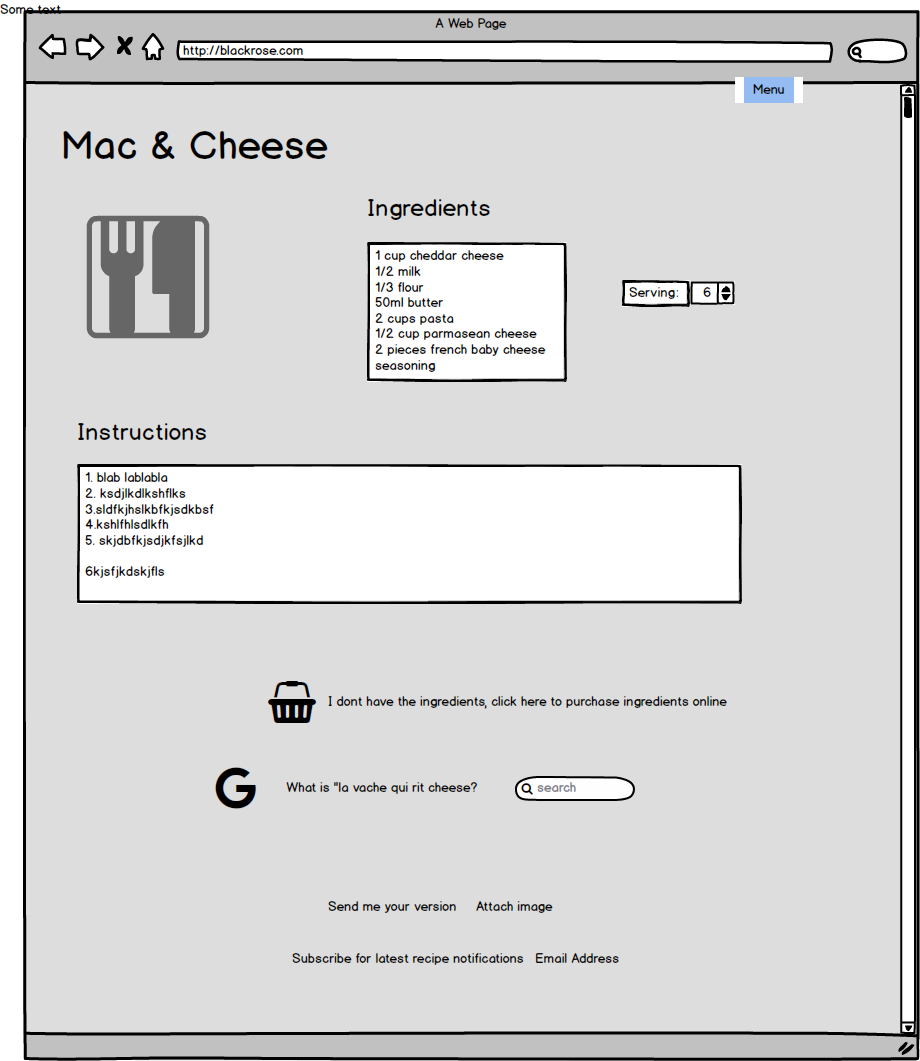 Some text
A Web Page
http://blackrose.com
Menu
Mac & Cheese
Ingredients
1 cup cheddar cheese
1/2 milk
1/3 flour
50ml butter
2 cups pasta
1/2 cup parmasean cheese
2 pieces french baby cheese
seasoning
Serving: 6
Instructions
1. blab lablabla
2. ksdjlkdlkshflks
3.sldfkjhslkbfkjsdkbsf
4.kshlfhlsdlkfh
5. skjdbfkjsdjkfsjlkd
6kjsfjkdskjfls
I dont have the ingredients, click here to purchase ingredients online
G What is "la vache qui rit cheese? search
Send me your version Attach image
Subscribe for latest recipe notifications Email Address